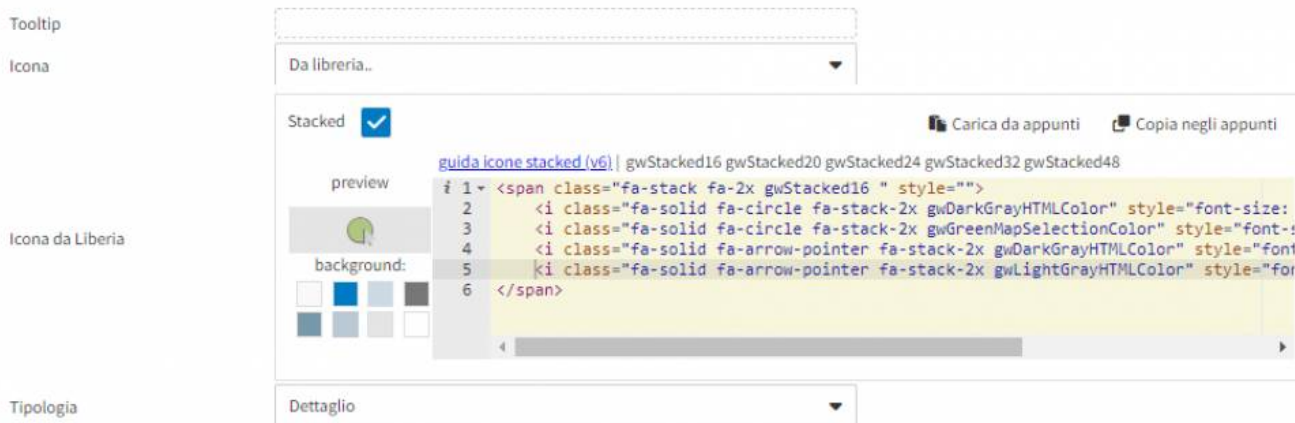 Tooltip
Icona
Da libreria..
Stacked
Carica da appunti
Copia negli appunti
guida icone stacked (v6) | gwStacked16 gwStacked20 gwStacked24 gwStacked32 gwStacked48
preview
Icona da Liberia
background:
i 1 <span class="fa-stack fa-2x gwStacked16 " style="">
2 <i class="fa-solid fa-circle fa-stack-2x gwDarkGrayHTMLColor" style="font-size:
3 <i class="fa-solid fa-circle fa-stack-2x gwGreenMapSelectionColor" style="font-s
4 <i class="fa-solid fa-arrow-pointer fa-stack-2x gwDarkGrayHTMLColor" style="font
5 <i class="fa-solid fa-arrow-pointer fa-stack-2x gwLightGrayHTMLColor" style="fon
6 </span>
Tipologia
Dettaglio